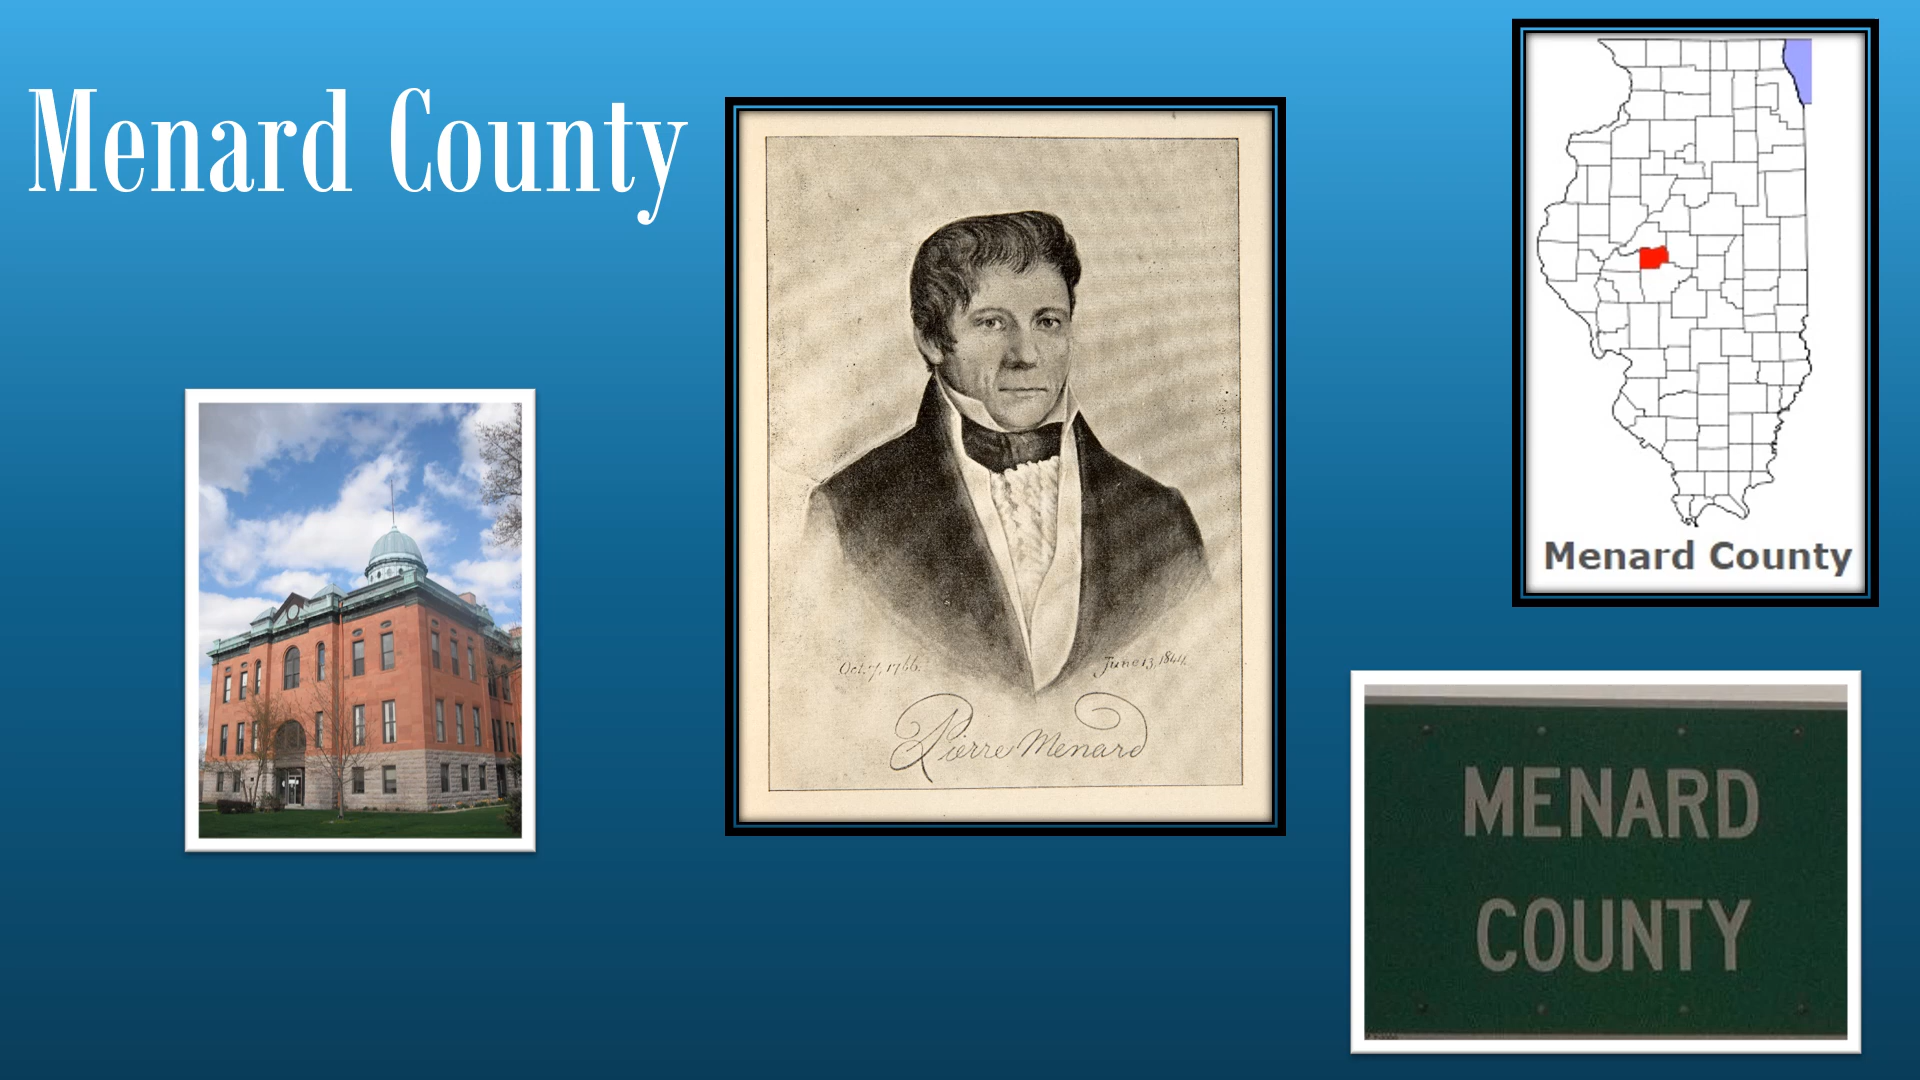 Menard County
Oct. 7, 1766.
June 13, 1844.
Pierre Menard
Menard County
MENARD
COUNTY